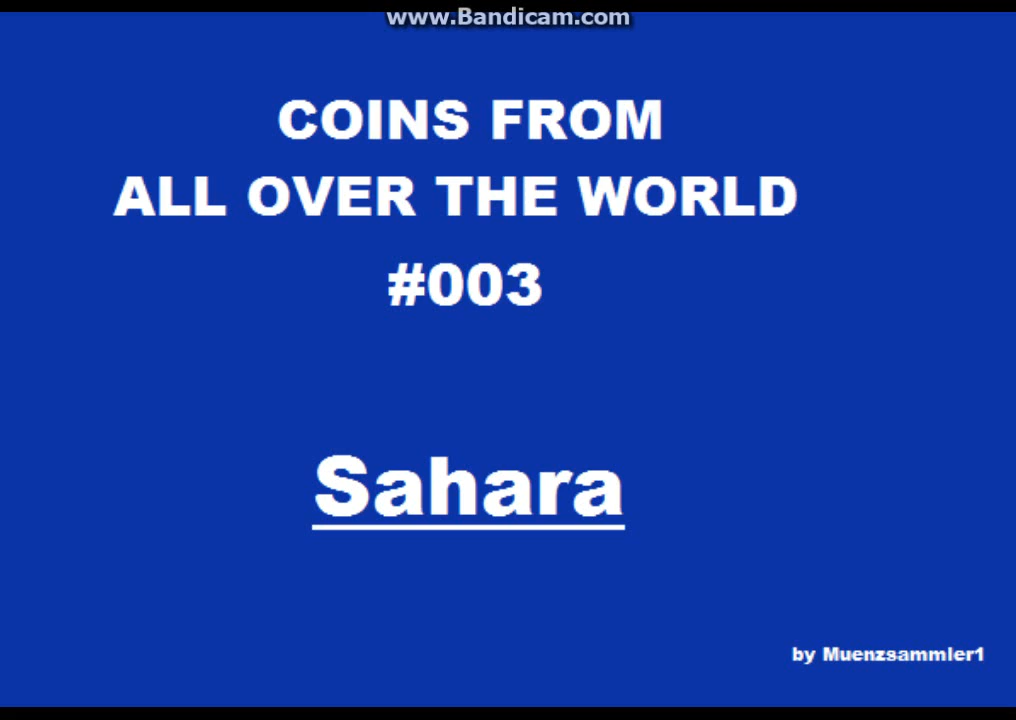 www.Bandicam.com
COINS FROM
ALL OVER THE WORLD
#003
Sahara
by Muenzsammler1